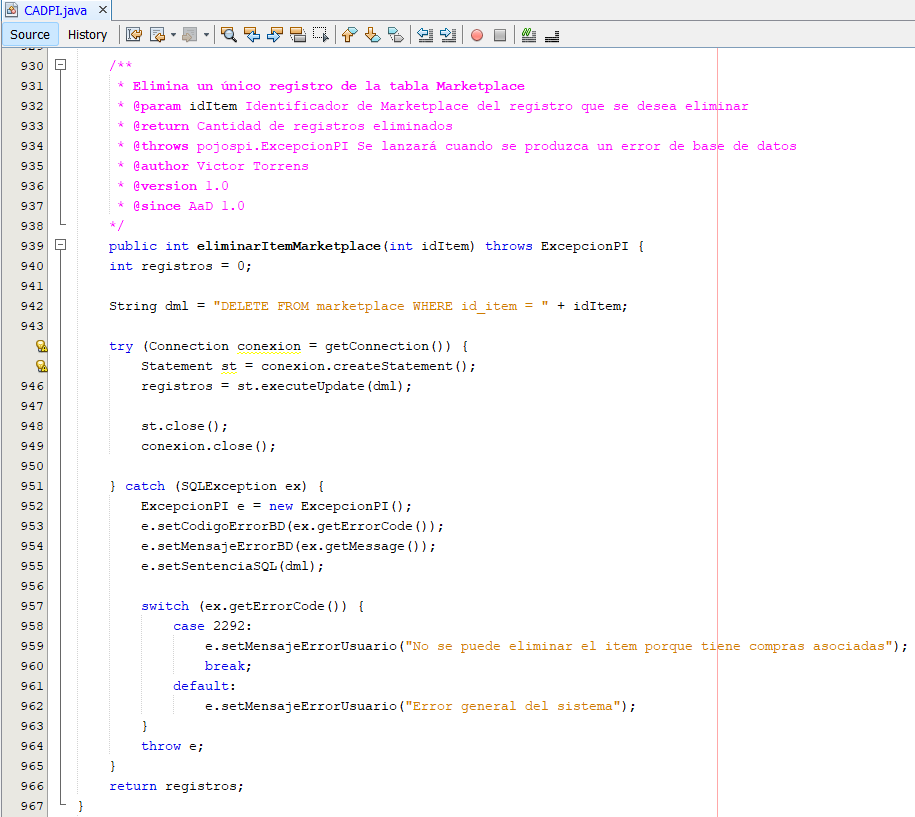 CADPI.java
Source History
930 /**
931 * Elimina un único registro de la tabla Marketplace
932 * @param idItem Identificador de Marketplace del registro que se desea eliminar
933 * @return Cantidad de registros eliminados
934 * @throws pojospi.ExcepcionPI Se lanzará cuando se produzca un error de base de datos
935 * @author Victor Torrens
936 * @version 1.0
937 * @since AaD 1.0
938 */
939 public int eliminarItemMarketplace(int idItem) throws ExcepcionPI {
940 int registros = 0;
941
942 String dml = "DELETE FROM marketplace WHERE id_item = " + idItem;
943
try (Connection conexion = getConnection()) {
Statement st = conexion.createStatement();
946 registros = st.executeUpdate(dml);
947
948 st.close();
949 conexion.close();
950
951 } catch (SQLException ex) {
952 ExcepcionPI e = new ExcepcionPI();
953 e.setCodigoErrorBD(ex.getErrorCode());
954 e.setMensajeErrorBD(ex.getMessage());
955 e.setSentenciaSQL(dml);
956
957 switch (ex.getErrorCode()) {
958 case 2292:
959 e.setMensajeErrorUsuario("No se puede eliminar el item porque tiene compras asociadas");
960 break;
961 default:
962 e.setMensajeErrorUsuario("Error general del sistema");
963 }
964 throw e;
965 }
966 return registros;
967 }